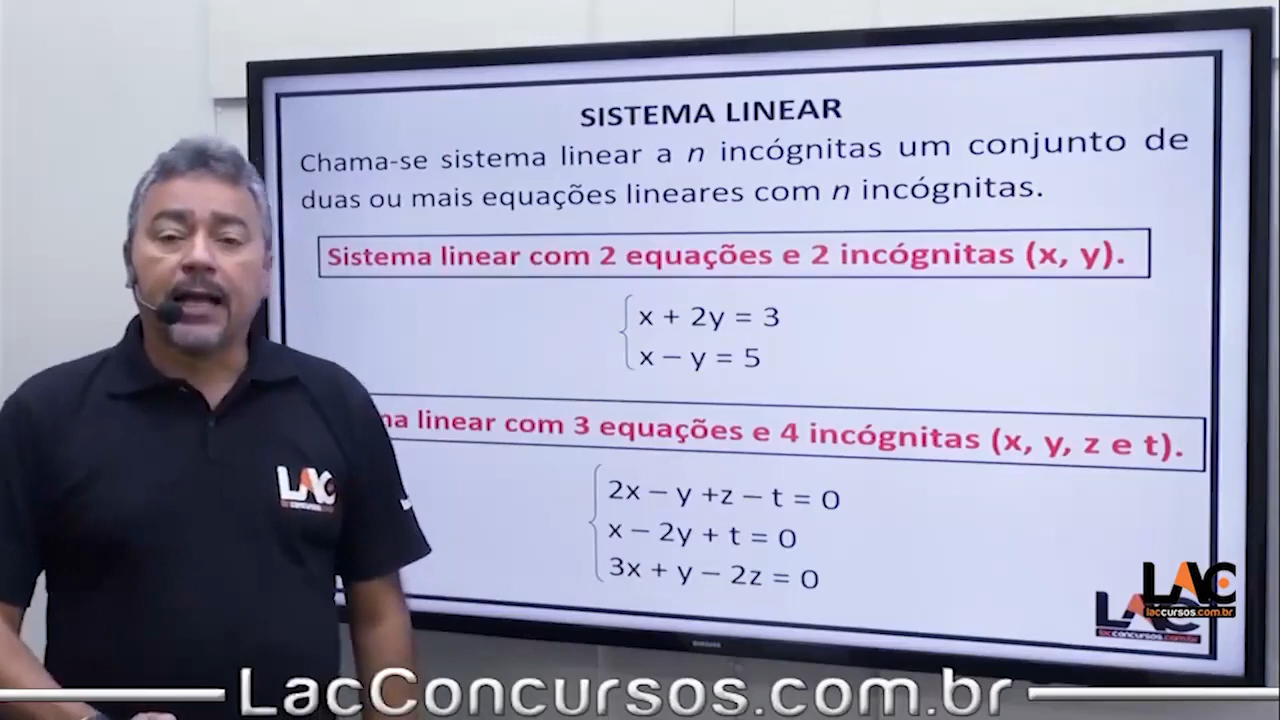 SISTEMA LINEAR
Chama-se sistema linear a n incógnitas um conjunto de
duas ou mais equações lineares com n incógnitas.
Sistema linear com 2 equações e 2 incógnitas (x, y).
x + 2y = 3
x – y = 5
linear com 3 equações e 4 incógnitas (x, y, z e t).
2x – y +z – t = 0
x – 2y + t = 0
3x + y – 2z = 0
LAC
LAC
laccursos.com.br
LAC
lacconcursos.com.br
SAMSUNG
LacConcursos.com.br